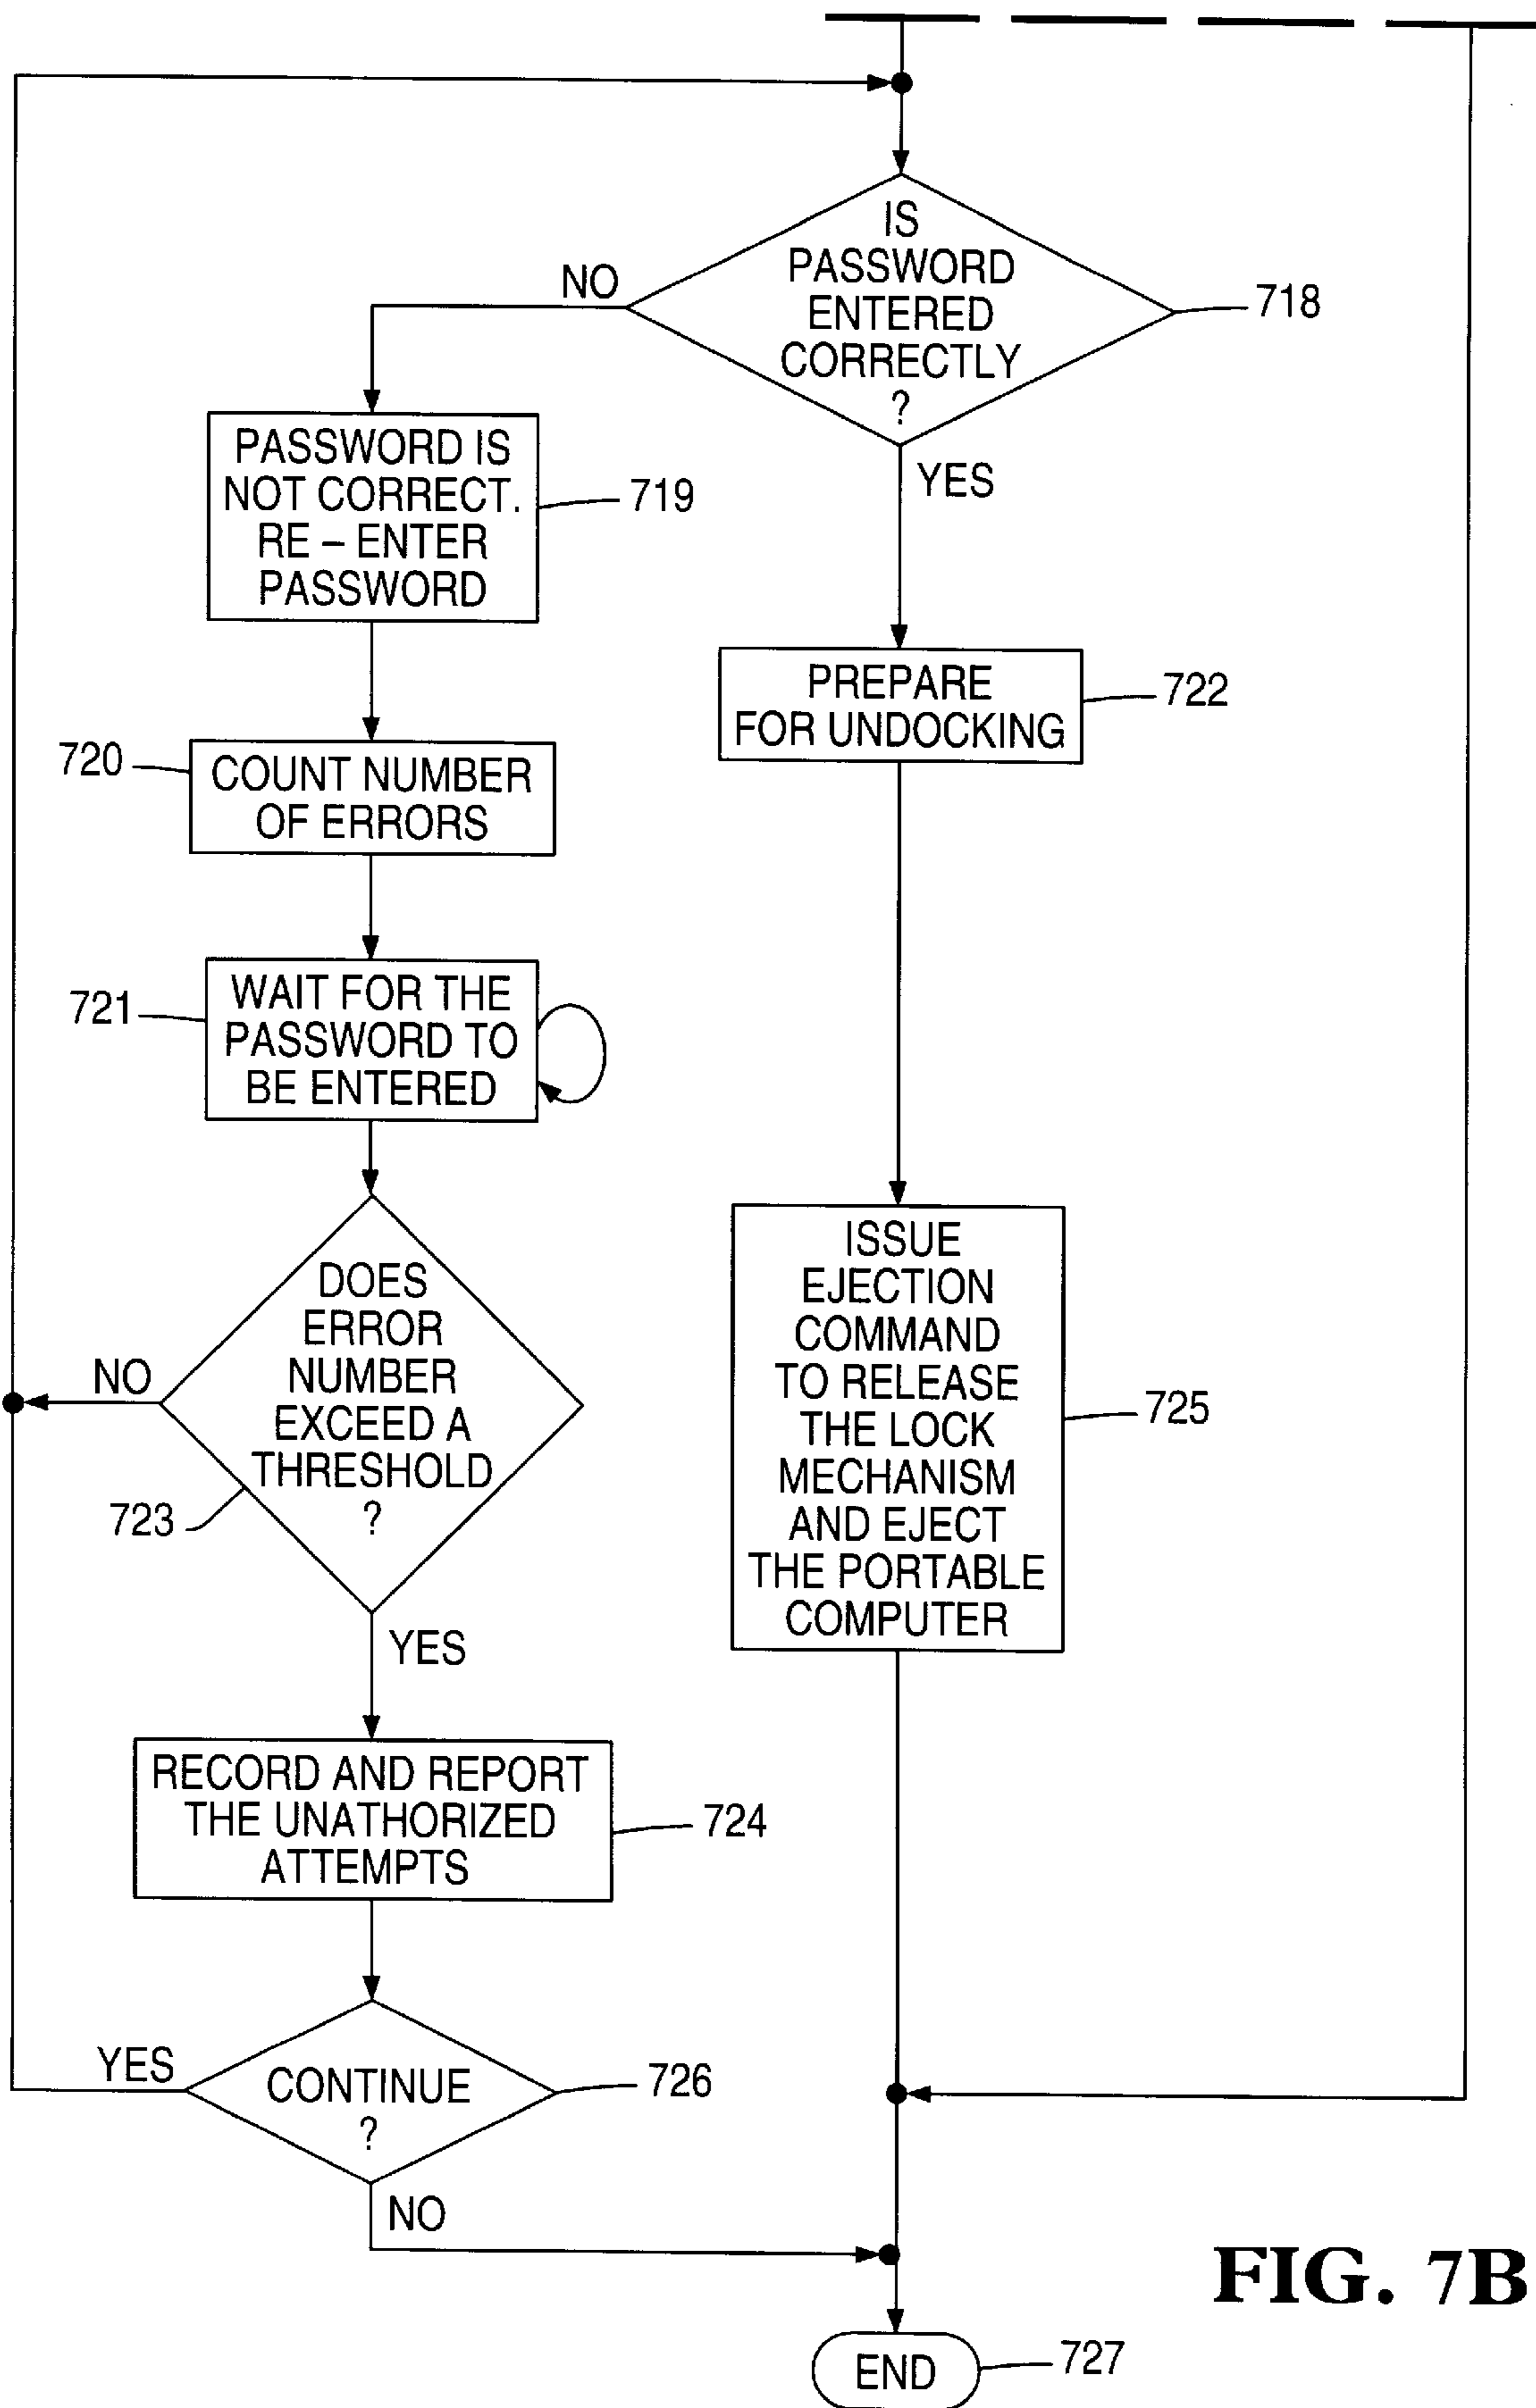 IS
PASSWORD
ENTERED
CORRECTLY
?
718
NO
YES
PASSWORD IS
NOT CORRECT.
RE – ENTER
PASSWORD
719
PREPARE
FOR UNDOCKING
722
720
COUNT NUMBER
OF ERRORS
721
WAIT FOR THE
PASSWORD TO
BE ENTERED
DOES
ERROR
NUMBER
EXCEED A
THRESHOLD
?
NO
723
YES
ISSUE
EJECTION
COMMAND
TO RELEASE
THE LOCK
MECHANISM
AND EJECT
THE PORTABLE
COMPUTER
725
RECORD AND REPORT
THE UNATHORIZED
ATTEMPTS
724
YES
CONTINUE
?
726
NO
END
727
FIG. 7B